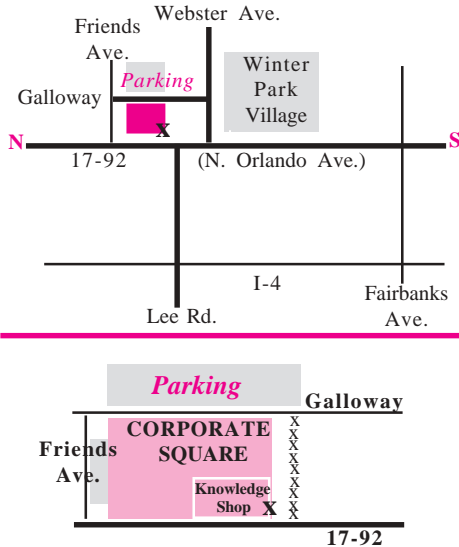 Webster Ave.
Friends
Ave.
Parking
Winter
Park
Village
Galloway
x
N
S
17-92
(N. Orlando Ave.)
I-4
Fairbanks
Ave.
Lee Rd.
Parking
Galloway
CORPORATE
SQUARE
Friends
Ave.
Knowledge
Shop
x
x
x
x
x
x
x
x
x
x
17-92